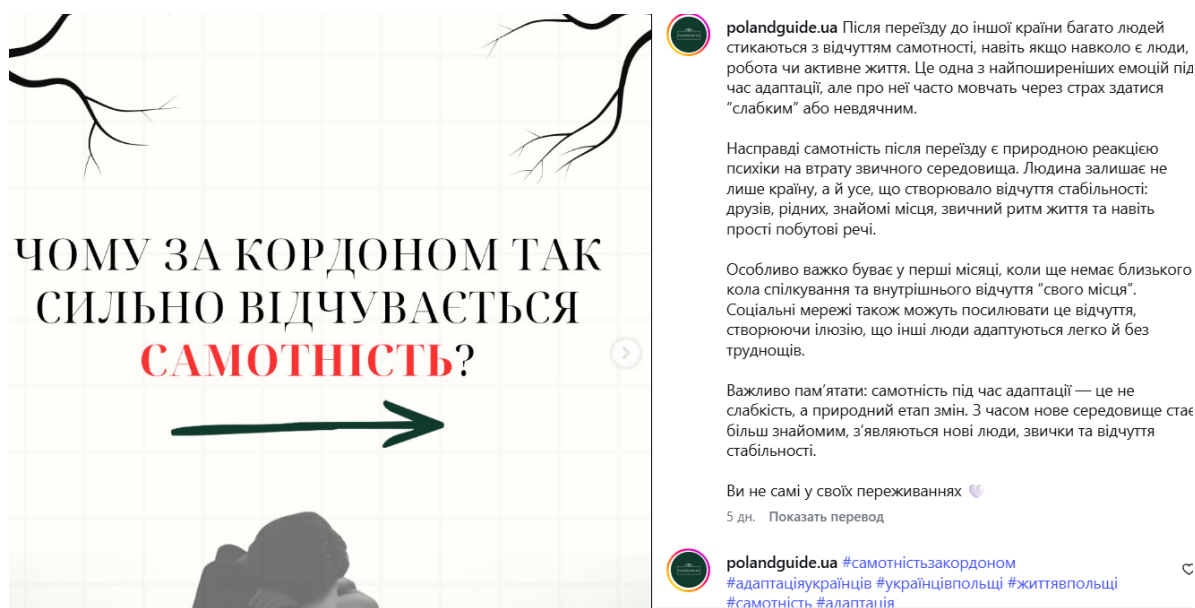 ЧОМУ ЗА КОРДОНОМ ТАК
СИЛЬНО ВІДЧУВАЄТЬСЯ
САМОТНІСТЬ?
polandguide.ua Після переїзду до іншої країни багато людей
стикаються з відчуттям самотності, навіть якщо навколо є люди,
робота чи активне життя. Це одна з найпоширеніших емоцій під
час адаптації, але про неї часто мовчать через страх здатися
"слабким" або невдячним.
Насправді самотність після переїзду є природною реакцією
психіки на втрату звичного середовища. Людина залишає не
лише країну, а й усе, що створювало відчуття стабільності:
друзів, рідних, знайомі місця, звичний ритм життя та навіть
прості побутові речі.
Особливо важко буває у перші місяці, коли ще немає близького
кола спілкування та внутрішнього відчуття "свого місця".
Соціальні мережі також можуть посилювати це відчуття,
створюючи ілюзію, що інші люди адаптуються легко й без
труднощів.
Важливо пам'ятати: самотність під час адаптації — це не
слабкість, а природний етап змін. З часом нове середовище стає
більш знайомим, з'являються нові люди, звички та відчуття
стабільності.
Ви не самі у своїх переживаннях
5 дн. Показать перевод
polandguide.ua #самотністьзакордоном
#адаптаціяукраїнців #українцівпольщі #життявпольщі
#самотність #адаптація